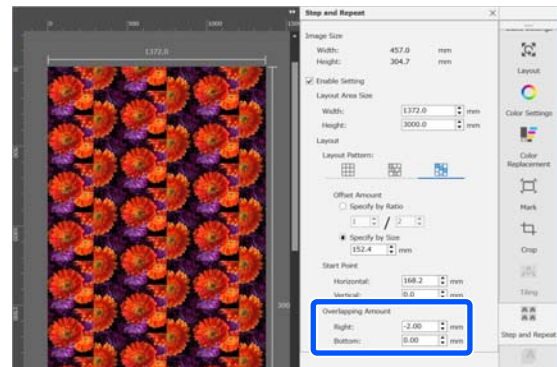 Step and Repeat
Image Size
Width: 457.0 mm
Height: 304.7 mm
Enable Setting
Layout Area Size
Width: 1372.0 mm
Height: 3000.0 mm
Layout
Layout Pattern:
Offset Amount
Specify by Ratio
1 / 2
Specify by Size
152.4 mm
Start Point
Horizontal: 168.2 mm
Vertical: 0.0 mm
Overlapping Amount
Right: -2.00 mm
Bottom: 0.00 mm
0 500 1000
1372.0
Layout
Color Settings
Color
Replacement
Mark
Crop
Tiling
Step and Repeat